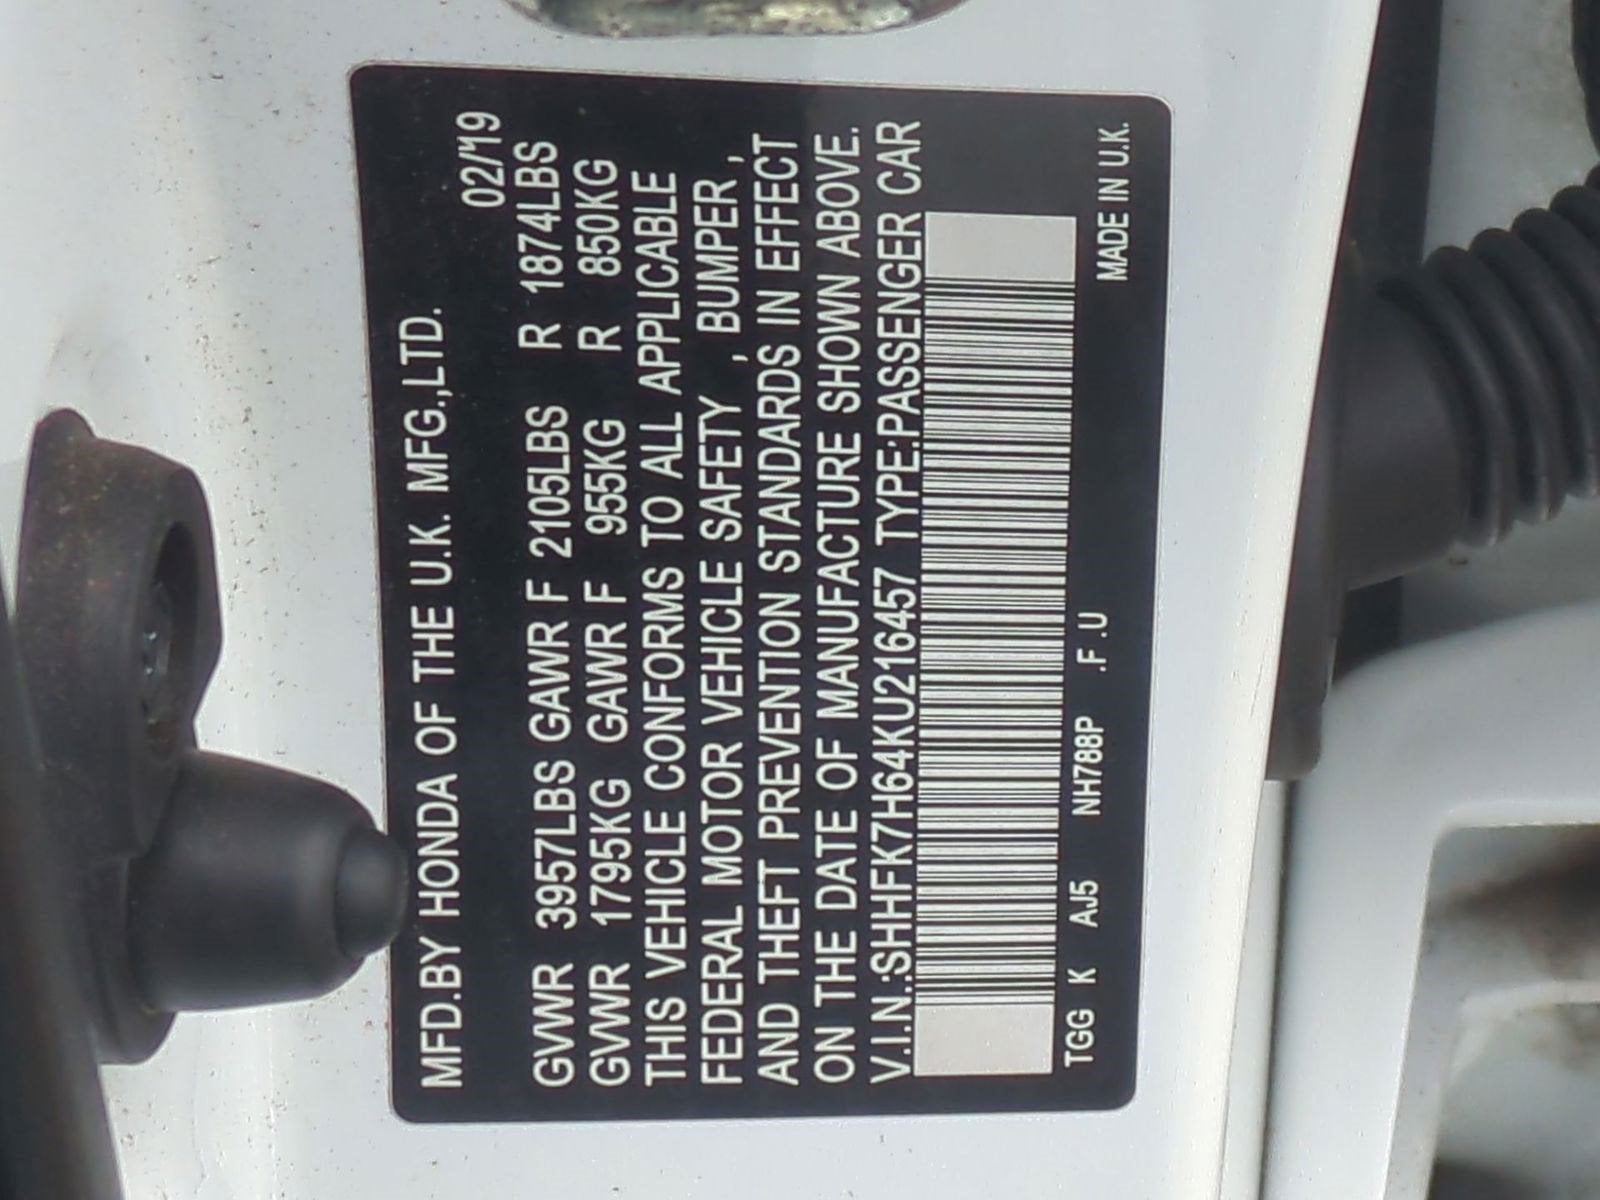 MFD.BY HONDA OF THE U.K. MFG.,LTD.
02/19
GVWR 3957LBS GAWR F 2105LBS R 1874LBS
GVWR 1795KG GAWR F 955KG R 850KG
THIS VEHICLE CONFORMS TO ALL APPLICABLE
FEDERAL MOTOR VEHICLE SAFETY , BUMPER ,
AND THEFT PREVENTION STANDARDS IN EFFECT
ON THE DATE OF MANUFACTURE SHOWN ABOVE.
V.I.N.:SHHFK7H64KU216457 TYPE:PASSENGER CAR
TGG K AJ5 NH788P .F .U MADE IN U.K.